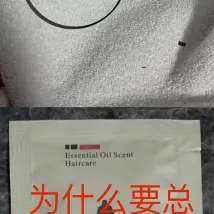 Essential Oil Scent
Haircare
为什么要总